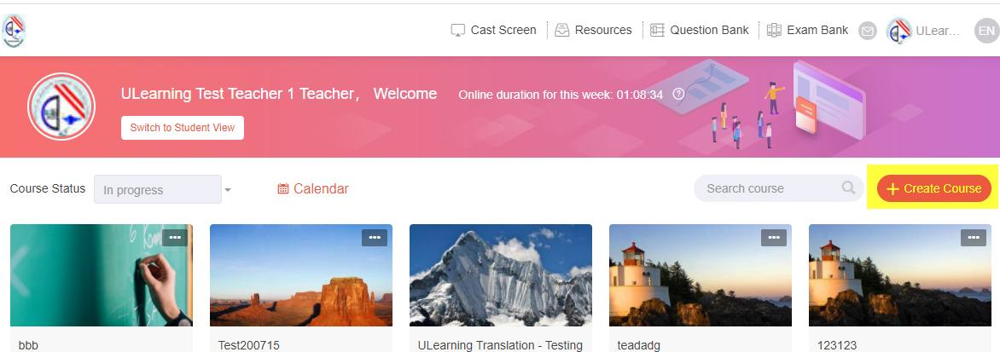 Cast Screen Resources Question Bank Exam Bank ULear... EN
ULearning Test Teacher 1 Teacher， Welcome Online duration for this week: 01:08:34 ?
Switch to Student View
Course Status In progress Calendar Search course + Create Course
bbb Test200715 ULearning Translation - Testing teadadg 123123